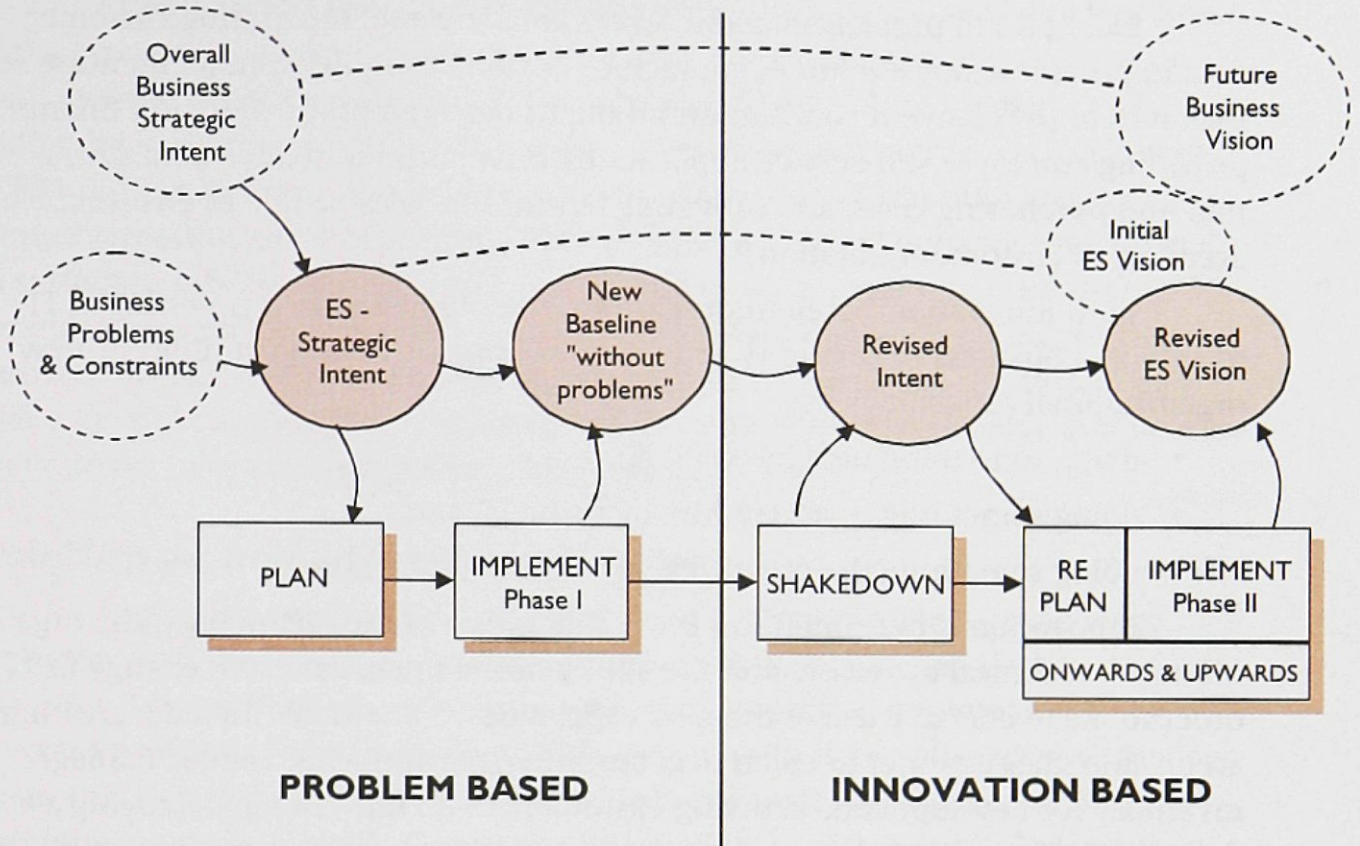 Overall
Business
Strategic
Intent
Future
Business
Vision
Initial
ES Vision
Business
Problems
& Constraints
ES -
Strategic
Intent
New
Baseline
"without
problems"
Revised
Intent
Revised
ES Vision
PLAN
IMPLEMENT
Phase I
SHAKEDOWN
RE
PLAN
IMPLEMENT
Phase II
ONWARDS & UPWARDS
PROBLEM BASED
INNOVATION BASED